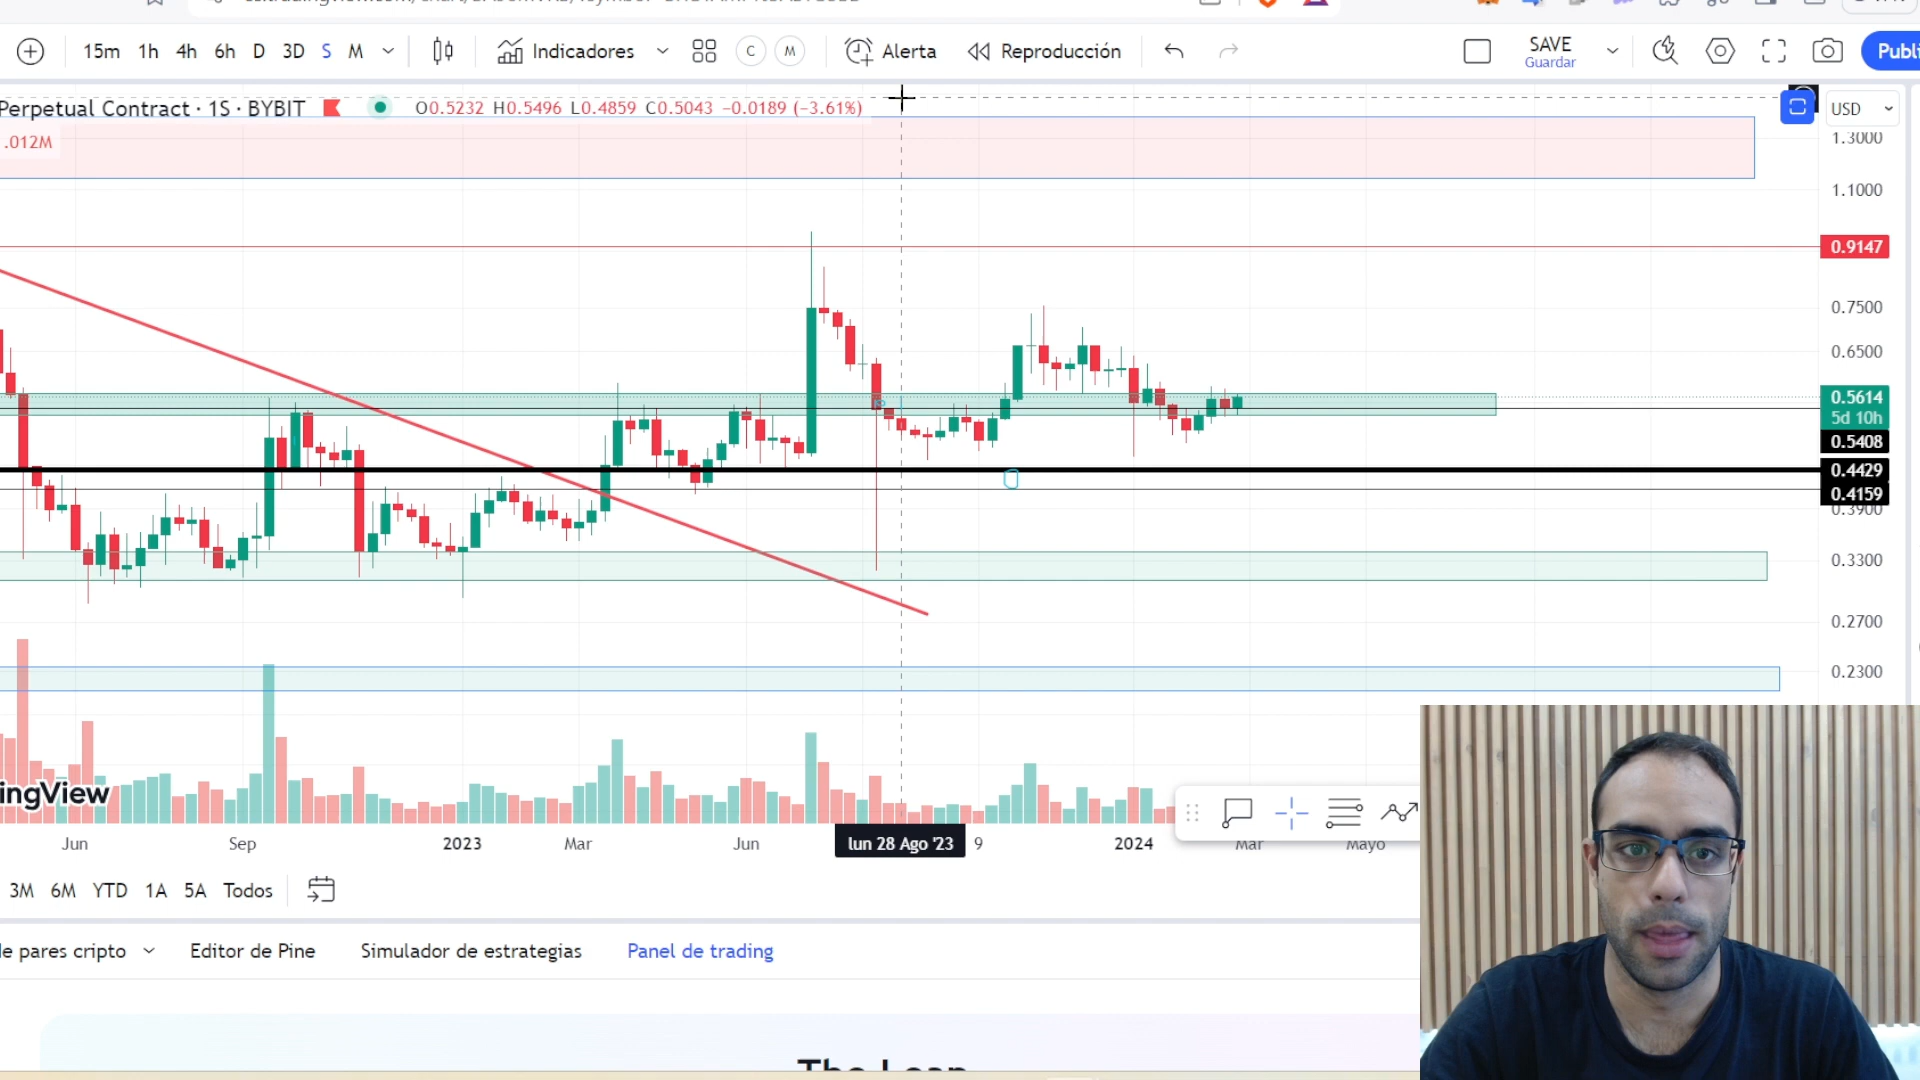 15m 1h 4h 6h D 3D S M Indicadores C M Alerta Reproducción SAVE Guardar Publi
Perpetual Contract · 1S · BYBIT O0.5232 H0.5496 L0.4859 C0.5043 −0.0189 (−3.61%) USD
.012M
1.3000
1.1000
0.9147
0.7500
0.6500
0.5614
5d 10h
0.5408
0.4429
0.4159
0.3900
0.3300
0.2700
0.2300
ingView
Jun Sep 2023 Mar Jun lun 28 Ago '23 9 2024 Mar Mayo
3M 6M YTD 1A 5A Todos
de pares cripto Editor de Pine Simulador de estrategias Panel de trading
The Leap